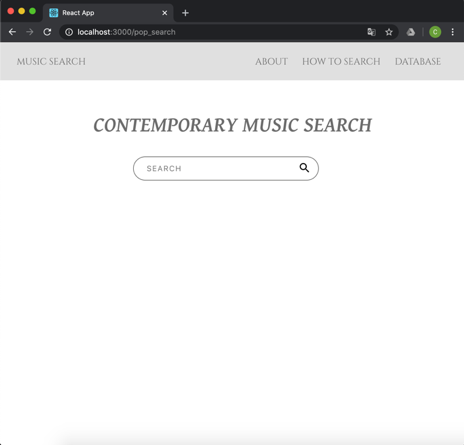 React App
localhost:3000/pop_search
C
MUSIC SEARCH ABOUT HOW TO SEARCH DATABASE
CONTEMPORARY MUSIC SEARCH
SEARCH